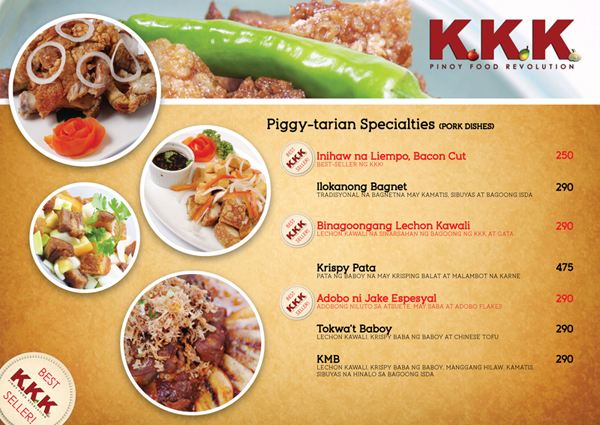 K.K.K.
PINOY FOOD REVOLUTION
Piggy-tarian Specialties (PORK DISHES)
BEST KKK SELLER!
Inihaw na Liempo, Bacon Cut 250
BEST-SELLER NG KKK!
Ilokanong Bagnet 290
TRADISYONAL NA BAGNETNA MAY KAMATIS, SIBUYAS AT BAGOONG ISDA.
BEST KKK SELLER!
Binagoongang Lechon Kawali 290
LECHON KAWALI NA SINARSAHAN NG BAGOONG NG KKK AT GATA
Krispy Pata 475
PATA NG BABOY NA MAY KRISPING BALAT AT MALAMBOT NA KARNE
BEST KKK SELLER!
Adobo ni Jake Espesyal 290
ADOBONG NILUTO SA ATSUETE, MAY SABA AT ADOBO FLAKES
Tokwa't Baboy 290
LECHON KAWALI, KRISPY BABA NG BABOY AT CHINESE TOFU
KMB 290
LECHON KAWALI, KRISPY BABA NG BABOY, MANGGANG HILAW, KAMATIS,
SIBUYAS NA HINALO SA BAGOONG ISDA
BEST
K.K.K.
SELLER!